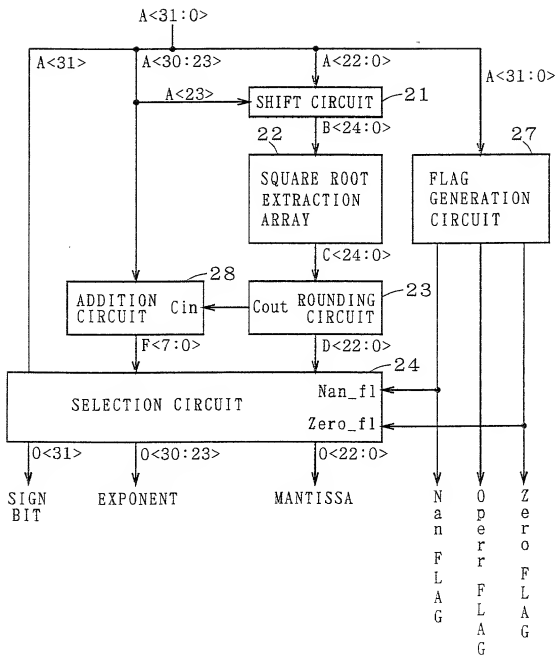 A<31:0>
A<31>
A<30:23>
A<22:0>
A<31:0>
A<23>
SHIFT CIRCUIT
21
B<24:0>
22
27
SQUARE ROOT
EXTRACTION
ARRAY
FLAG
GENERATION
CIRCUIT
C<24:0>
28
23
ADDITION
CIRCUIT
Cin
Cout
ROUNDING
CIRCUIT
F<7:0>
D<22:0>
24
Nan_fl
SELECTION CIRCUIT
Zero_fl
O<31>
O<30:23>
O<22:0>
SIGN
BIT
EXPONENT
MANTISSA
Nan FLAG
Operr FLAG
Zero FLAG